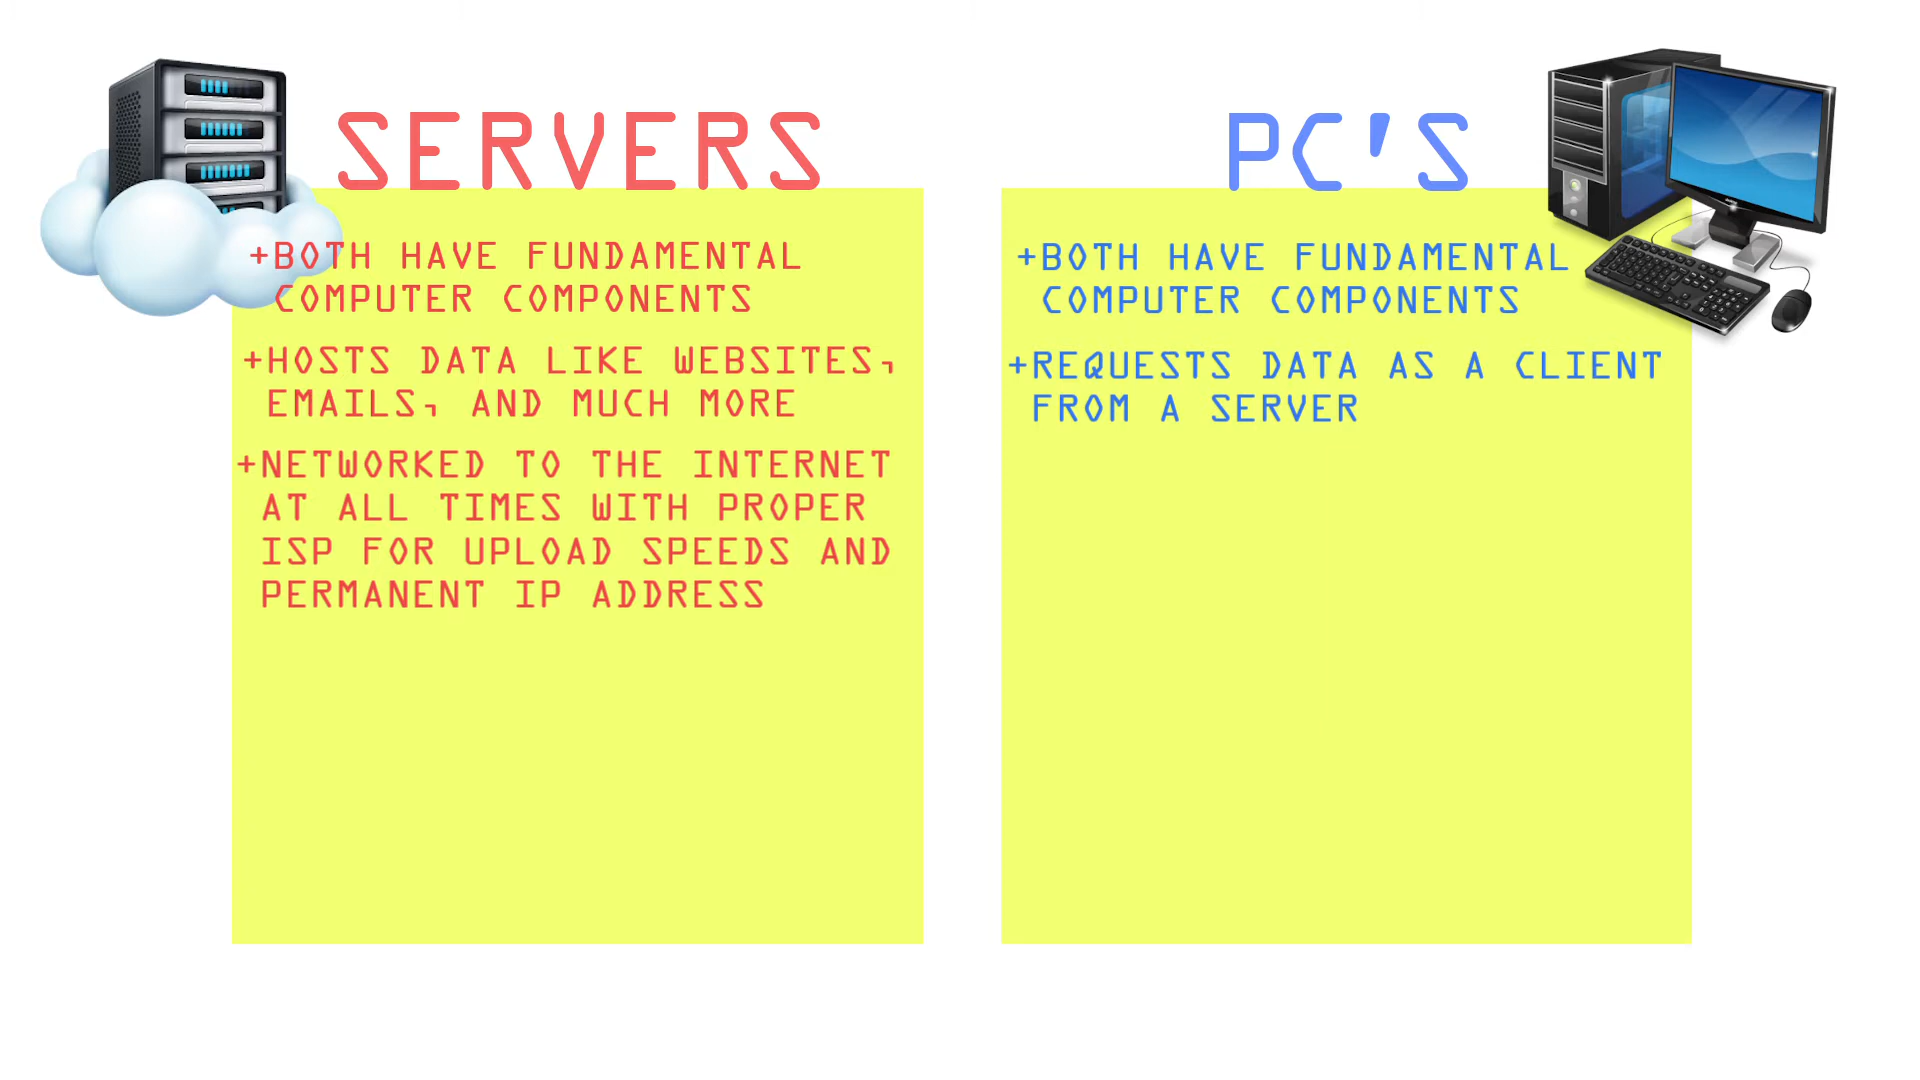 SERVERS
+BOTH HAVE FUNDAMENTAL
COMPUTER COMPONENTS
+HOSTS DATA LIKE WEBSITES,
EMAILS, AND MUCH MORE
+NETWORKED TO THE INTERNET
AT ALL TIMES WITH PROPER
ISP FOR UPLOAD SPEEDS AND
PERMANENT IP ADDRESS
PC'S
+BOTH HAVE FUNDAMENTAL
COMPUTER COMPONENTS
+REQUESTS DATA AS A CLIENT
FROM A SERVER